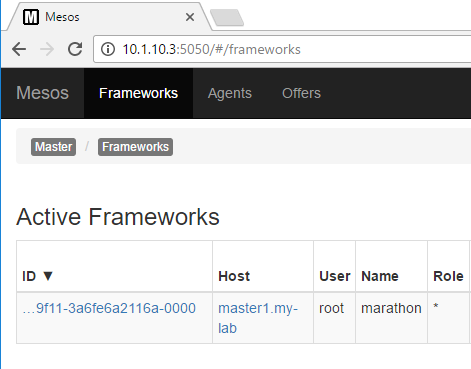 Mesos
10.1.10.3:5050/#/frameworks
Mesos Frameworks Agents Offers
Master / Frameworks
Active Frameworks
ID ▼ Host User Name Role
…9f11-3a6fe6a2116a-0000 master1.my- root marathon *
lab